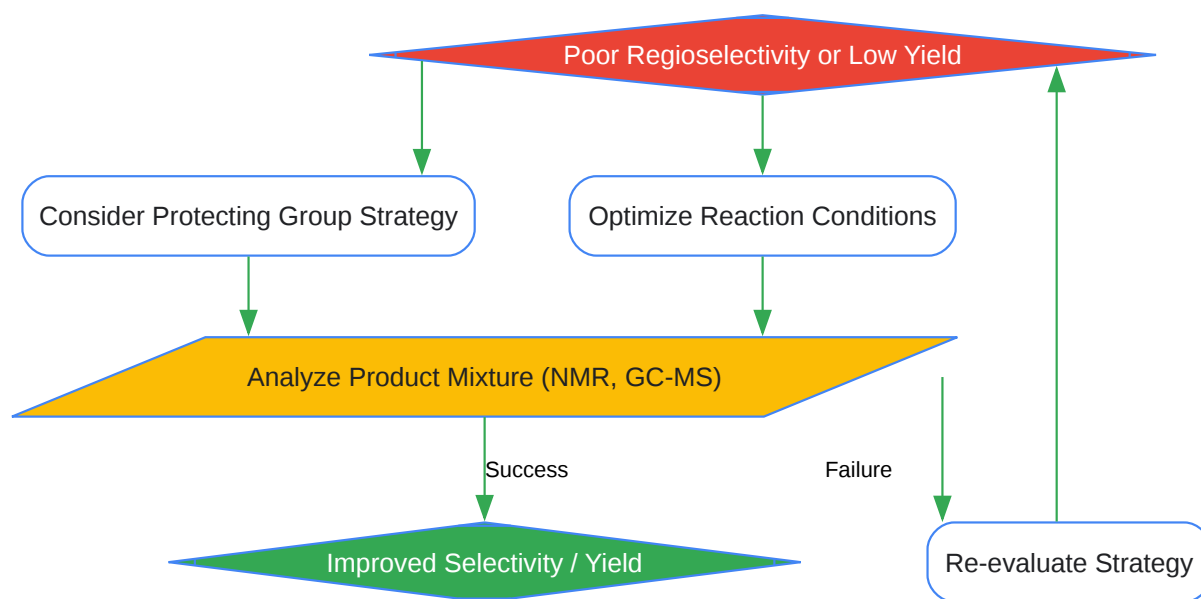 Poor Regioselectivity or Low Yield
Consider Protecting Group Strategy
Optimize Reaction Conditions
Analyze Product Mixture (NMR, GC-MS)
Success
Failure
Improved Selectivity / Yield
Re-evaluate Strategy